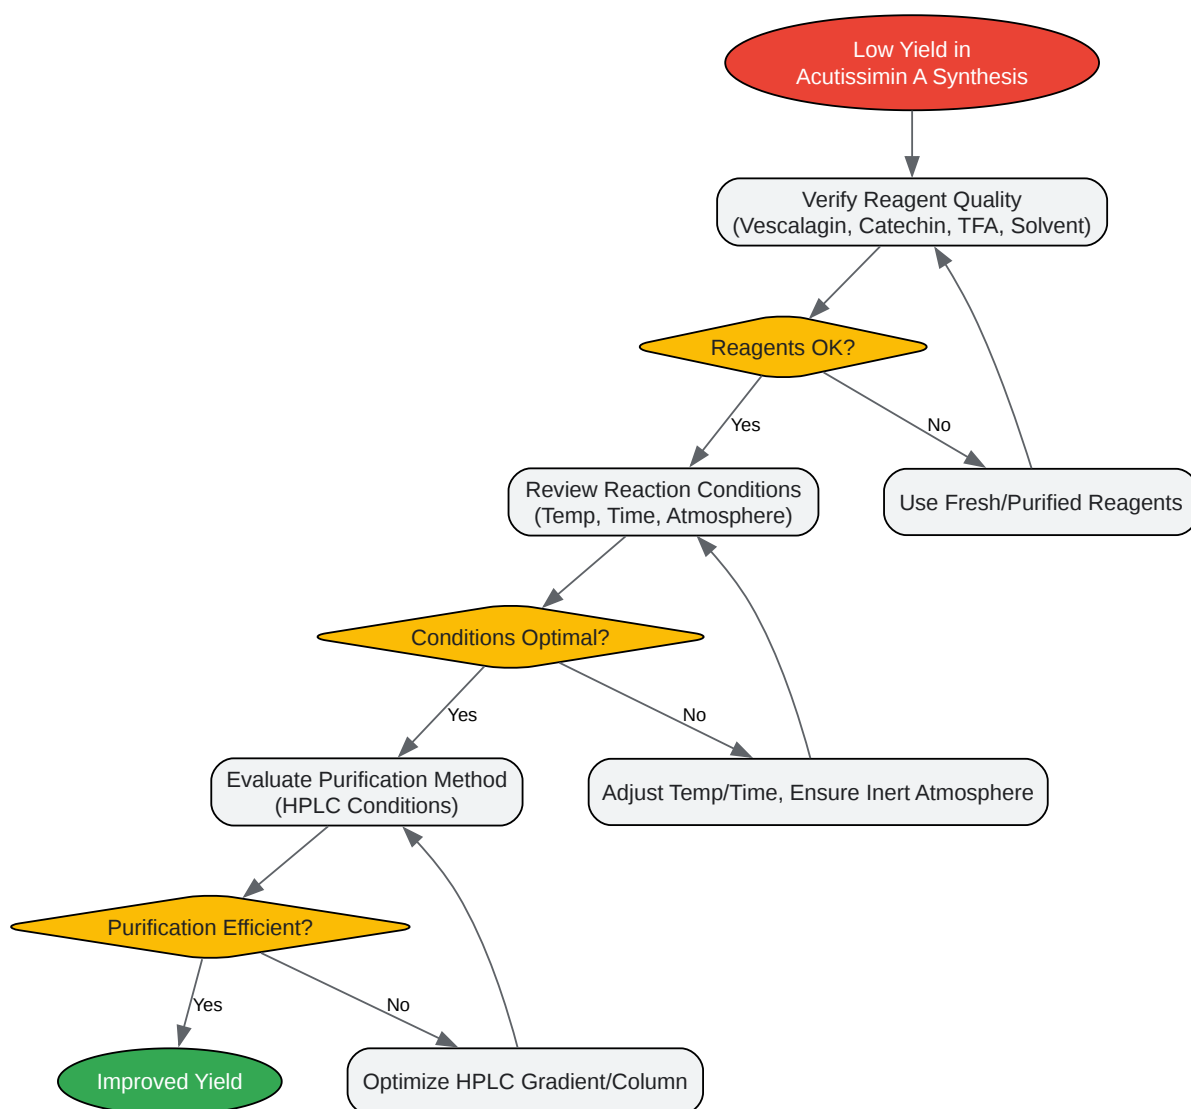 Low Yield in
Acutissimin A Synthesis
Verify Reagent Quality
(Vescalagin, Catechin, TFA, Solvent)
Reagents OK?
Yes
No
Review Reaction Conditions
(Temp, Time, Atmosphere)
Use Fresh/Purified Reagents
Conditions Optimal?
Yes
No
Evaluate Purification Method
(HPLC Conditions)
Adjust Temp/Time, Ensure Inert Atmosphere
Purification Efficient?
Yes
No
Improved Yield
Optimize HPLC Gradient/Column